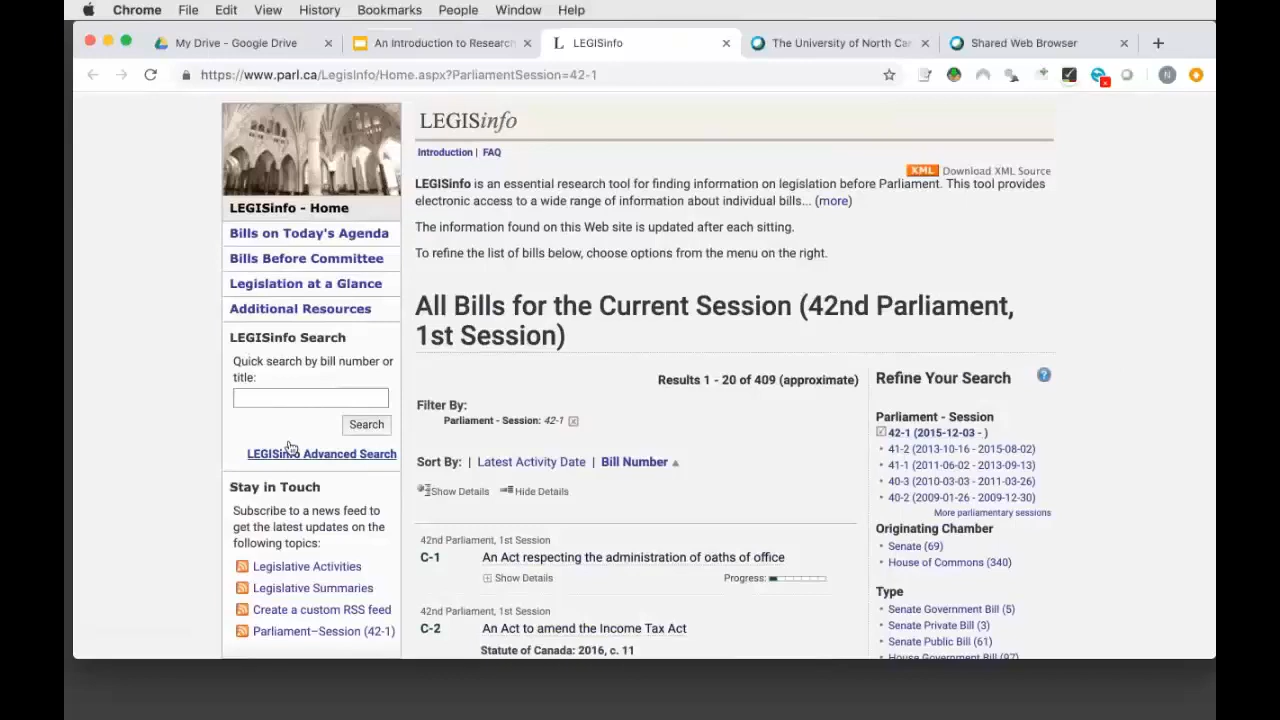 Chrome File Edit View History Bookmarks People Window Help
My Drive - Google Drive
An Introduction to Research
LEGISinfo
The University of North Car
Shared Web Browser
https://www.parl.ca/LegisInfo/Home.aspx?ParliamentSession=42-1
N
LEGISinfo - Home
Bills on Today's Agenda
Bills Before Committee
Legislation at a Glance
Additional Resources
LEGISinfo Search
Quick search by bill number or
title:
Search
LEGISinfo Advanced Search
Stay in Touch
Subscribe to a news feed to
get the latest updates on the
following topics:
Legislative Activities
Legislative Summaries
Create a custom RSS feed
Parliament–Session (42-1)
LEGISinfo
Introduction | FAQ
XML Download XML Source
LEGISinfo is an essential research tool for finding information on legislation before Parliament. This tool provides
electronic access to a wide range of information about individual bills... (more)
The information found on this Web site is updated after each sitting.
To refine the list of bills below, choose options from the menu on the right.
All Bills for the Current Session (42nd Parliament,
1st Session)
Results 1 - 20 of 409 (approximate)
Filter By:
Parliament - Session: 42-1
Sort By: | Latest Activity Date | Bill Number
Show Details Hide Details
42nd Parliament, 1st Session
C-1 An Act respecting the administration of oaths of office
Show Details Progress:
42nd Parliament, 1st Session
C-2 An Act to amend the Income Tax Act
Statute of Canada: 2016, c. 11
Refine Your Search
Parliament - Session
42-1 (2015-12-03 - )
41-2 (2013-10-16 - 2015-08-02)
41-1 (2011-06-02 - 2013-09-13)
40-3 (2010-03-03 - 2011-03-26)
40-2 (2009-01-26 - 2009-12-30)
More parliamentary sessions
Originating Chamber
Senate (69)
House of Commons (340)
Type
Senate Government Bill (5)
Senate Private Bill (3)
Senate Public Bill (61)
House Government Bill (97)